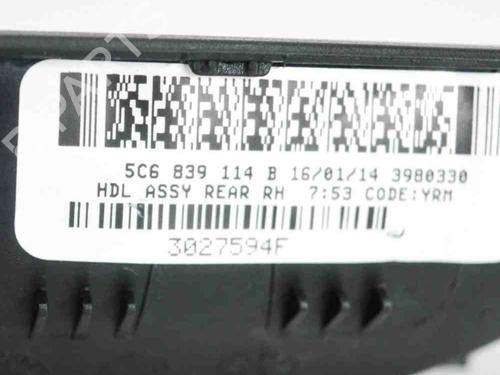 5C6 839 114 B 16/01/14 3980330
HDL ASSY REAR RH 7:53 CODE:YRM
3027594F